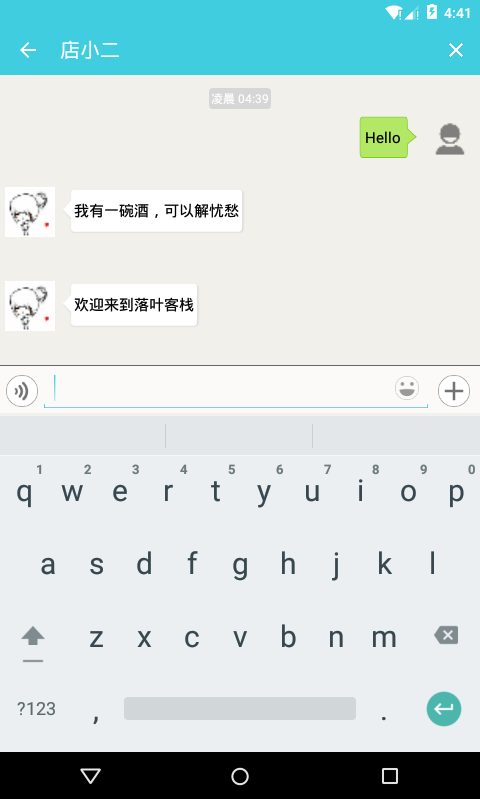 4:41
店小二
凌晨 04:39
Hello
我有一碗酒，可以解忧愁
欢迎来到落叶客栈
1 2 3 4 5 6 7 8 9 0
q w e r t y u i o p
a s d f g h j k l
z x c v b n m
?123 , .